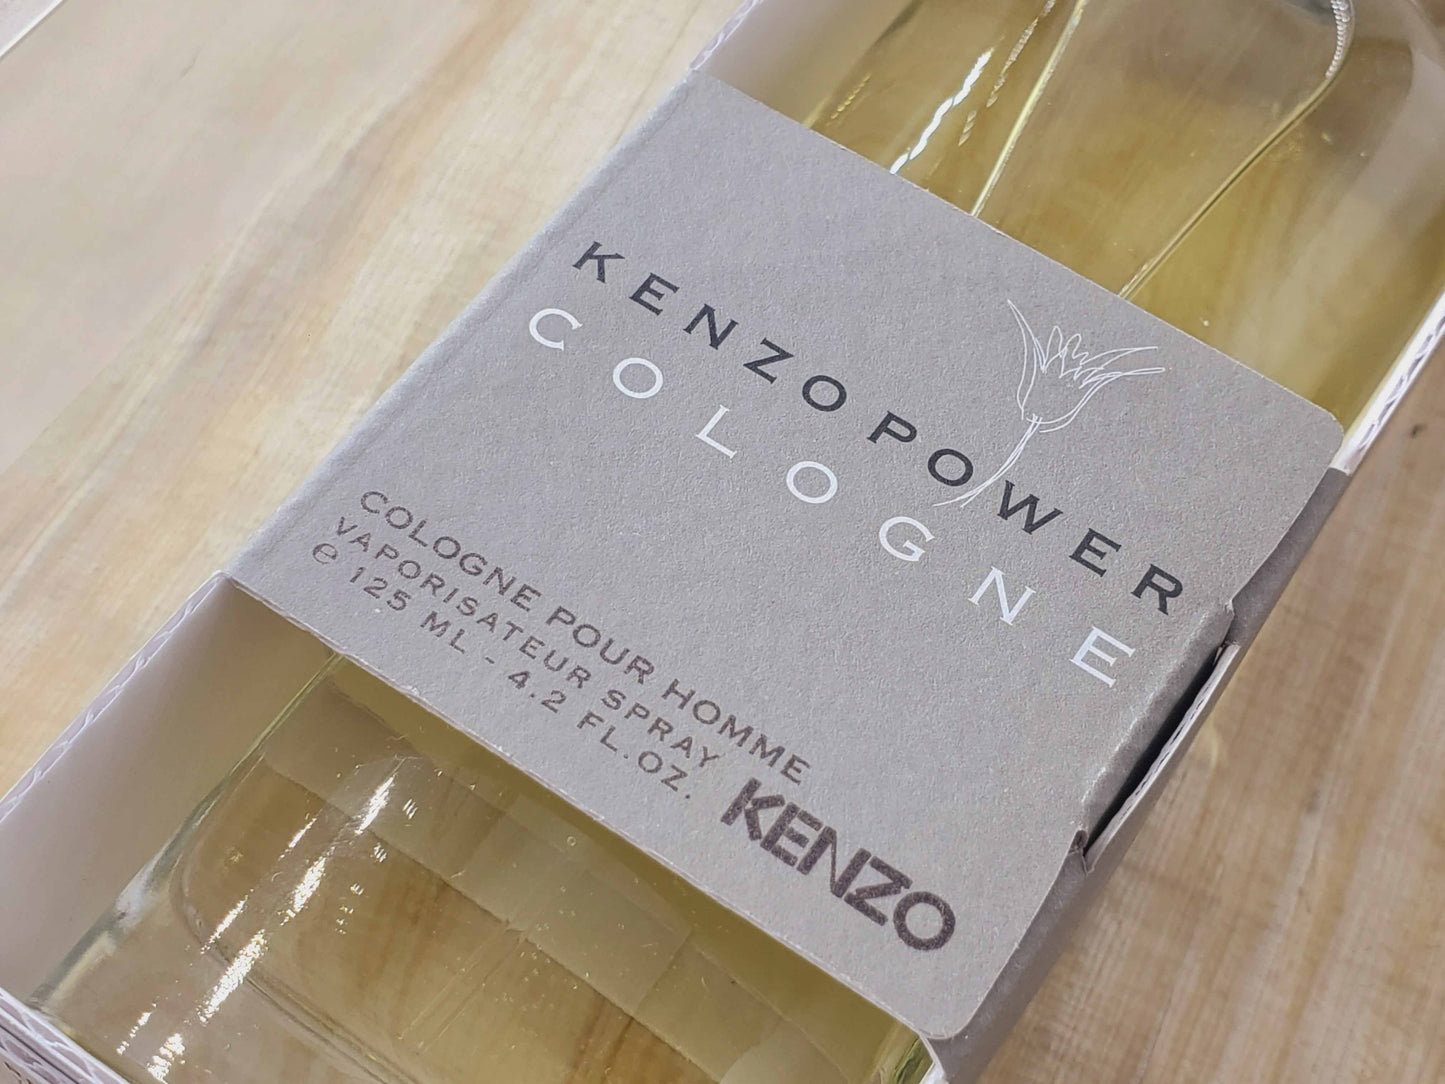 KENZOPOWER
COLOGNE
COLOGNE POUR HOMME
VAPORISATEUR SPRAY
℮ 125 ML - 4.2 FL.OZ.
KENZO